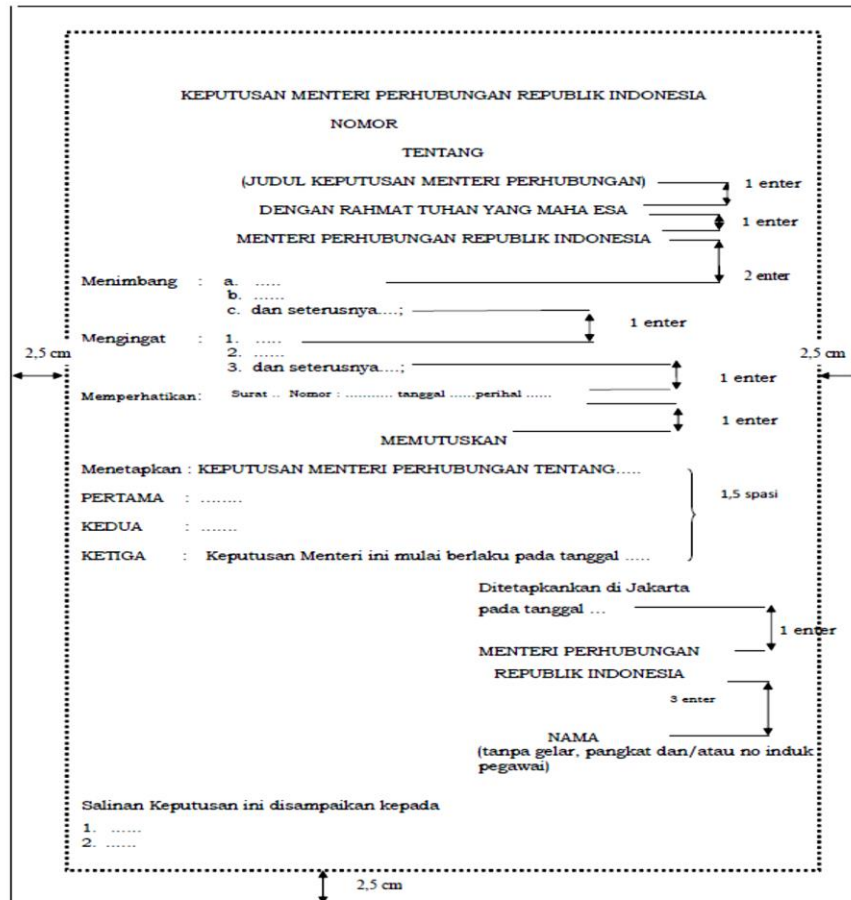 KEPUTUSAN MENTERI PERHUBUNGAN REPUBLIK INDONESIA
NOMOR
TENTANG
(JUDUL KEPUTUSAN MENTERI PERHUBUNGAN) 1 enter
DENGAN RAHMAT TUHAN YANG MAHA ESA
1 enter
MENTERI PERHUBUNGAN REPUBLIK INDONESIA
Menimbang : a. ..... 2 enter
b. ......
c. dan seterusnya....;
1 enter
Mengingat : 1. .....
2. ......
2,5 cm 2,5 cm
3. dan seterusnya....;
1 enter
Memperhatikan: Surat .. Nomor : ........... tanggal ......perihal ......
1 enter
MEMUTUSKAN
Menetapkan : KEPUTUSAN MENTERI PERHUBUNGAN TENTANG.....
PERTAMA : ........
1,5 spasi
KEDUA : .......
KETIGA : Keputusan Menteri ini mulai berlaku pada tanggal .....
Ditetapkankan di Jakarta
pada tanggal ...
1 enter
MENTERI PERHUBUNGAN
REPUBLIK INDONESIA
3 enter
NAMA
(tanpa gelar, pangkat dan/atau no induk
pegawai)
Salinan Keputusan ini disampaikan kepada
1. ......
2. ......
2,5 cm